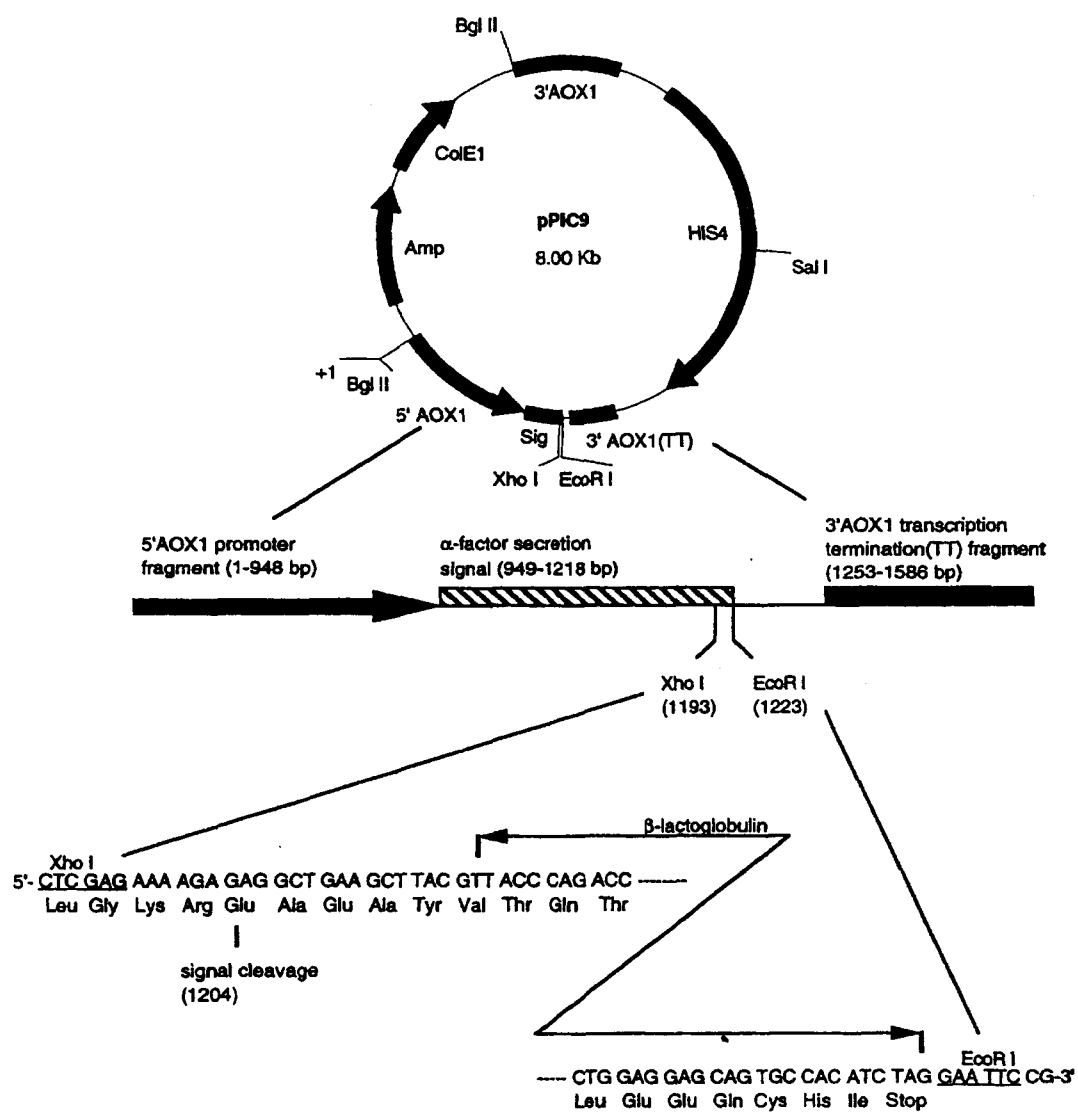 Bgl II
3'AOX1
ColE1
pPIC9
8.00 Kb
HIS4
Amp
Sal I
+1
Bgl II
5' AOX1
Sig
3' AOX1(TT)
Xho I EcoR I
5'AOX1 promoter
fragment (1-948 bp)
α-factor secretion
signal (949-1218 bp)
3'AOX1 transcription
termination(TT) fragment
(1253-1586 bp)
Xho I
(1193)
EcoR I
(1223)
β-lactoglobulin
Xho I
5'- CTC GAG AAA AGA GAG GCT GAA GCT TAC GTT ACC CAG ACC --------
Leu Gly Lys Arg Glu Ala Glu Ala Tyr Val Thr Gln Thr
signal cleavage
(1204)
EcoR I
---- CTG GAG GAG CAG TGC CAC ATC TAG GAA TTC CG-3'
Leu Glu Glu Gln Cys His Ile Stop